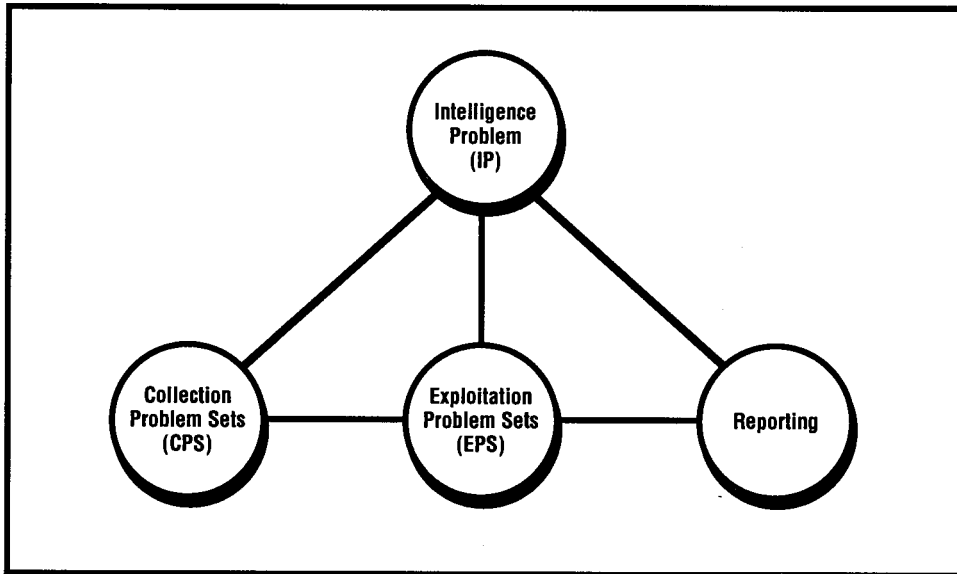 Intelligence
Problem
(IP)
Collection
Problem Sets
(CPS)
Exploitation
Problem Sets
(EPS)
Reporting